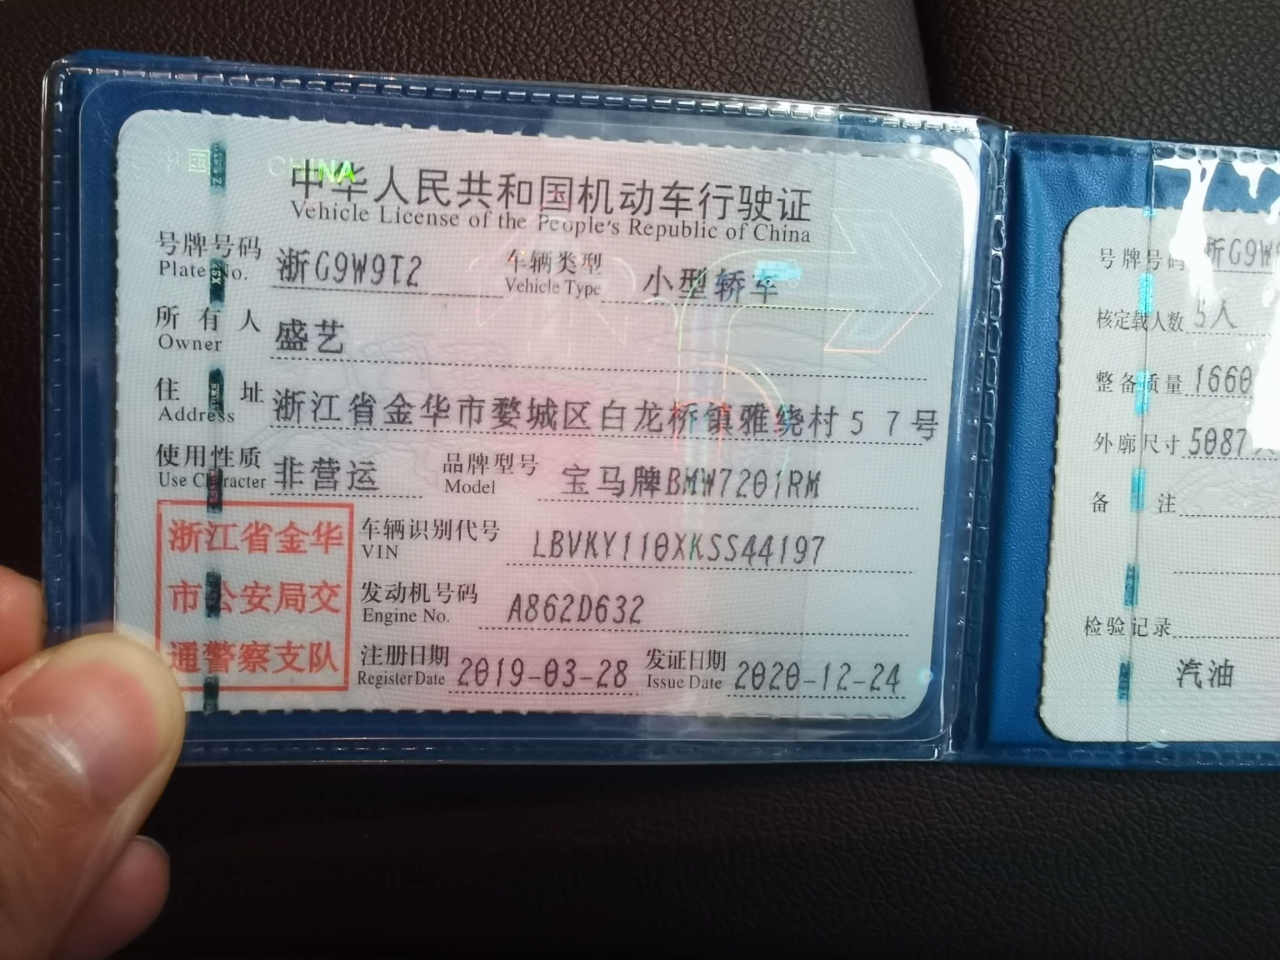 中国 CHINA
中华人民共和国机动车行驶证
Vehicle License of the People's Republic of China
号牌号码 Plate No. 浙G9W9T2 车辆类型 Vehicle Type 小型轿车
所有人 Owner 盛艺
住址 Address 浙江省金华市婺城区白龙桥镇雅绕村57号
使用性质 Use Character 非营运 品牌型号 Model 宝马牌BMW7201RM
浙江省金华
市公安局交
通警察支队
车辆识别代号 VIN LBVKY110XKSS44197
发动机号码 Engine No. A862D632
注册日期 Register Date 2019-03-28 发证日期 Issue Date 2020-12-24
号牌号码 浙G9W
核定载人数 5人
整备质量 1660
外廓尺寸 5087
备注
检验记录
汽油